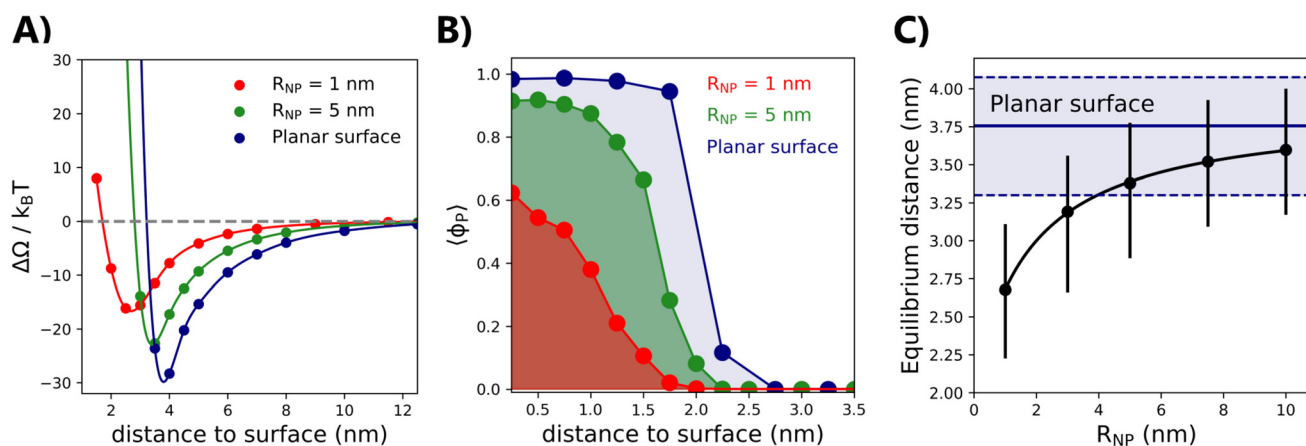 A)
30
20
10
0
−10
−20
−30
ΔΩ / k_BT
R_NP = 1 nm
R_NP = 5 nm
Planar surface
2 4 6 8 10 12
distance to surface (nm)
B)
1.0
0.8
0.6
0.4
0.2
0.0
⟨ϕ_P⟩
R_NP = 1 nm
R_NP = 5 nm
Planar surface
0.5 1.0 1.5 2.0 2.5 3.0 3.5
distance to surface (nm)
C)
4.00
3.75
3.50
3.25
3.00
2.75
2.50
2.25
2.00
Equilibrium distance (nm)
Planar surface
0 2 4 6 8 10
R_NP (nm)